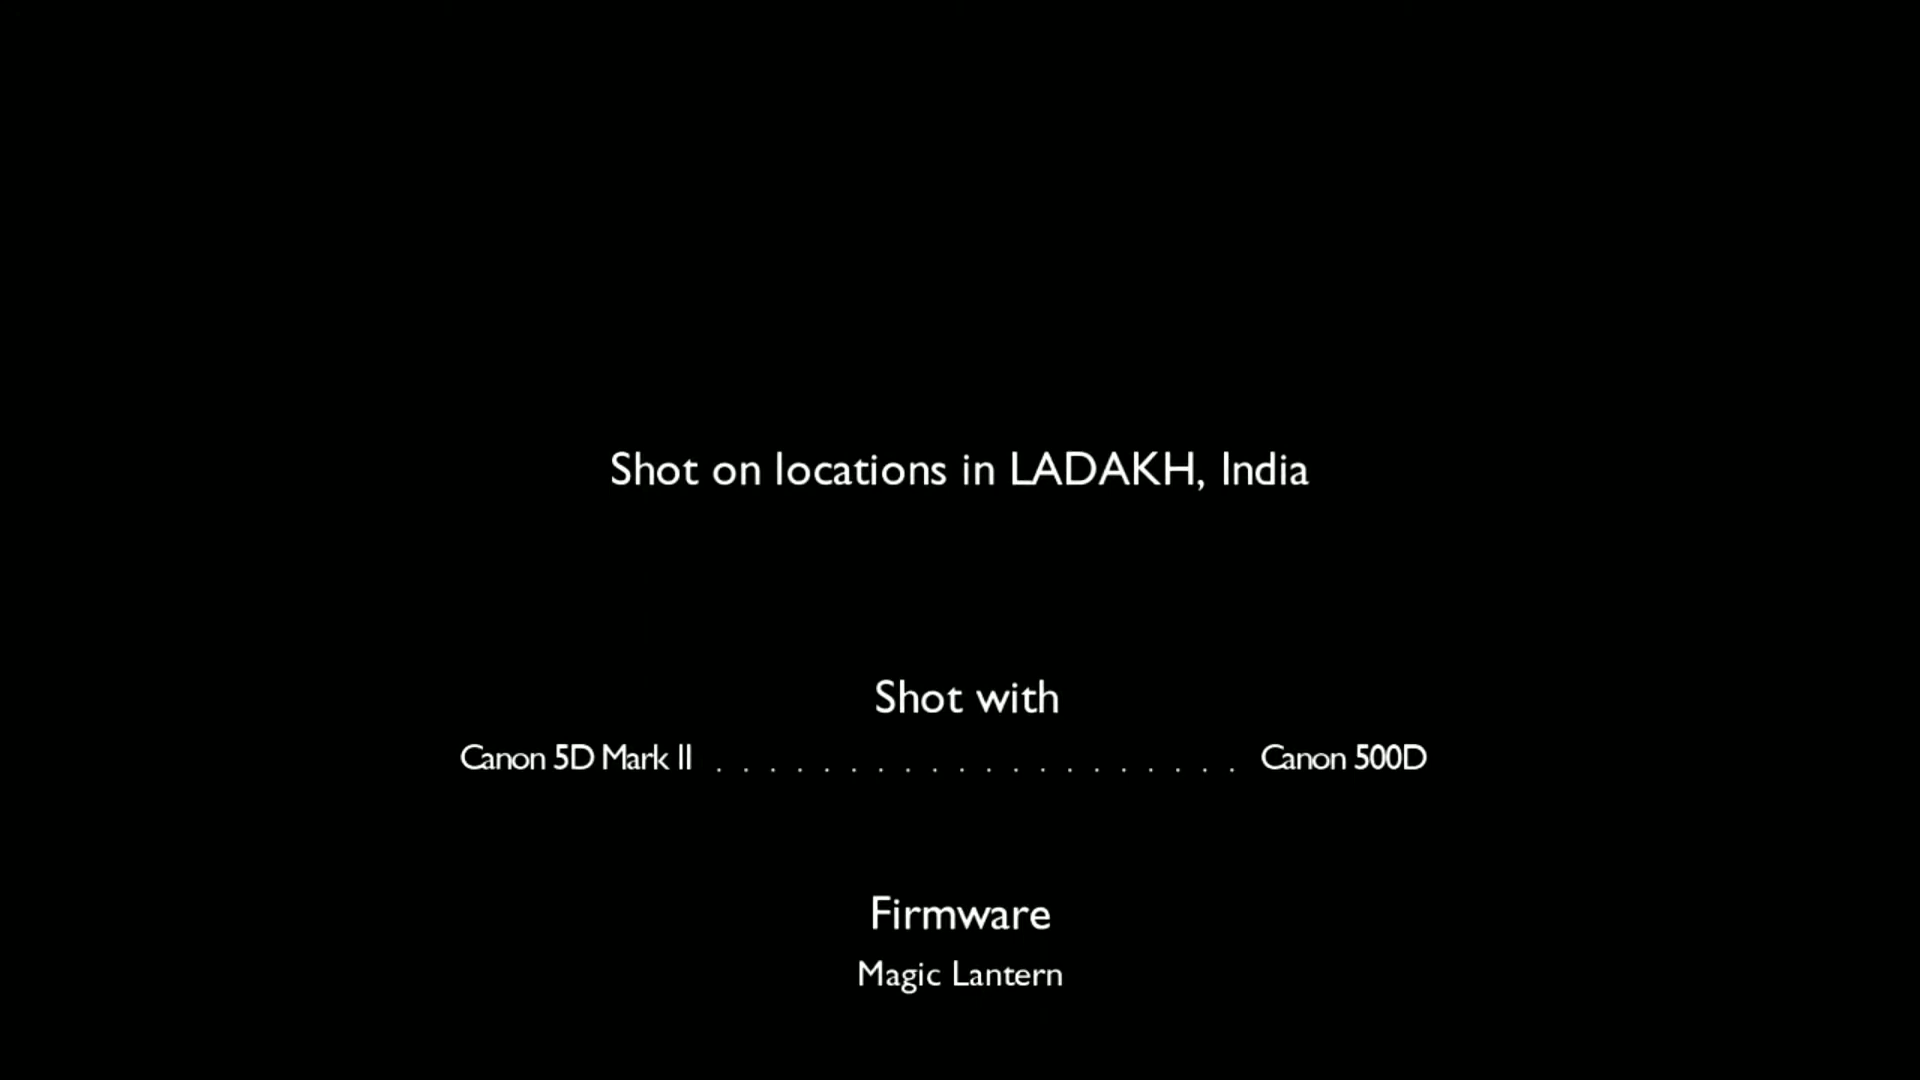 Shot on locations in LADAKH, India
Shot with
Canon 5D Mark II . . . . . . . . . . . . . . . . . . . . Canon 500D
Firmware
Magic Lantern